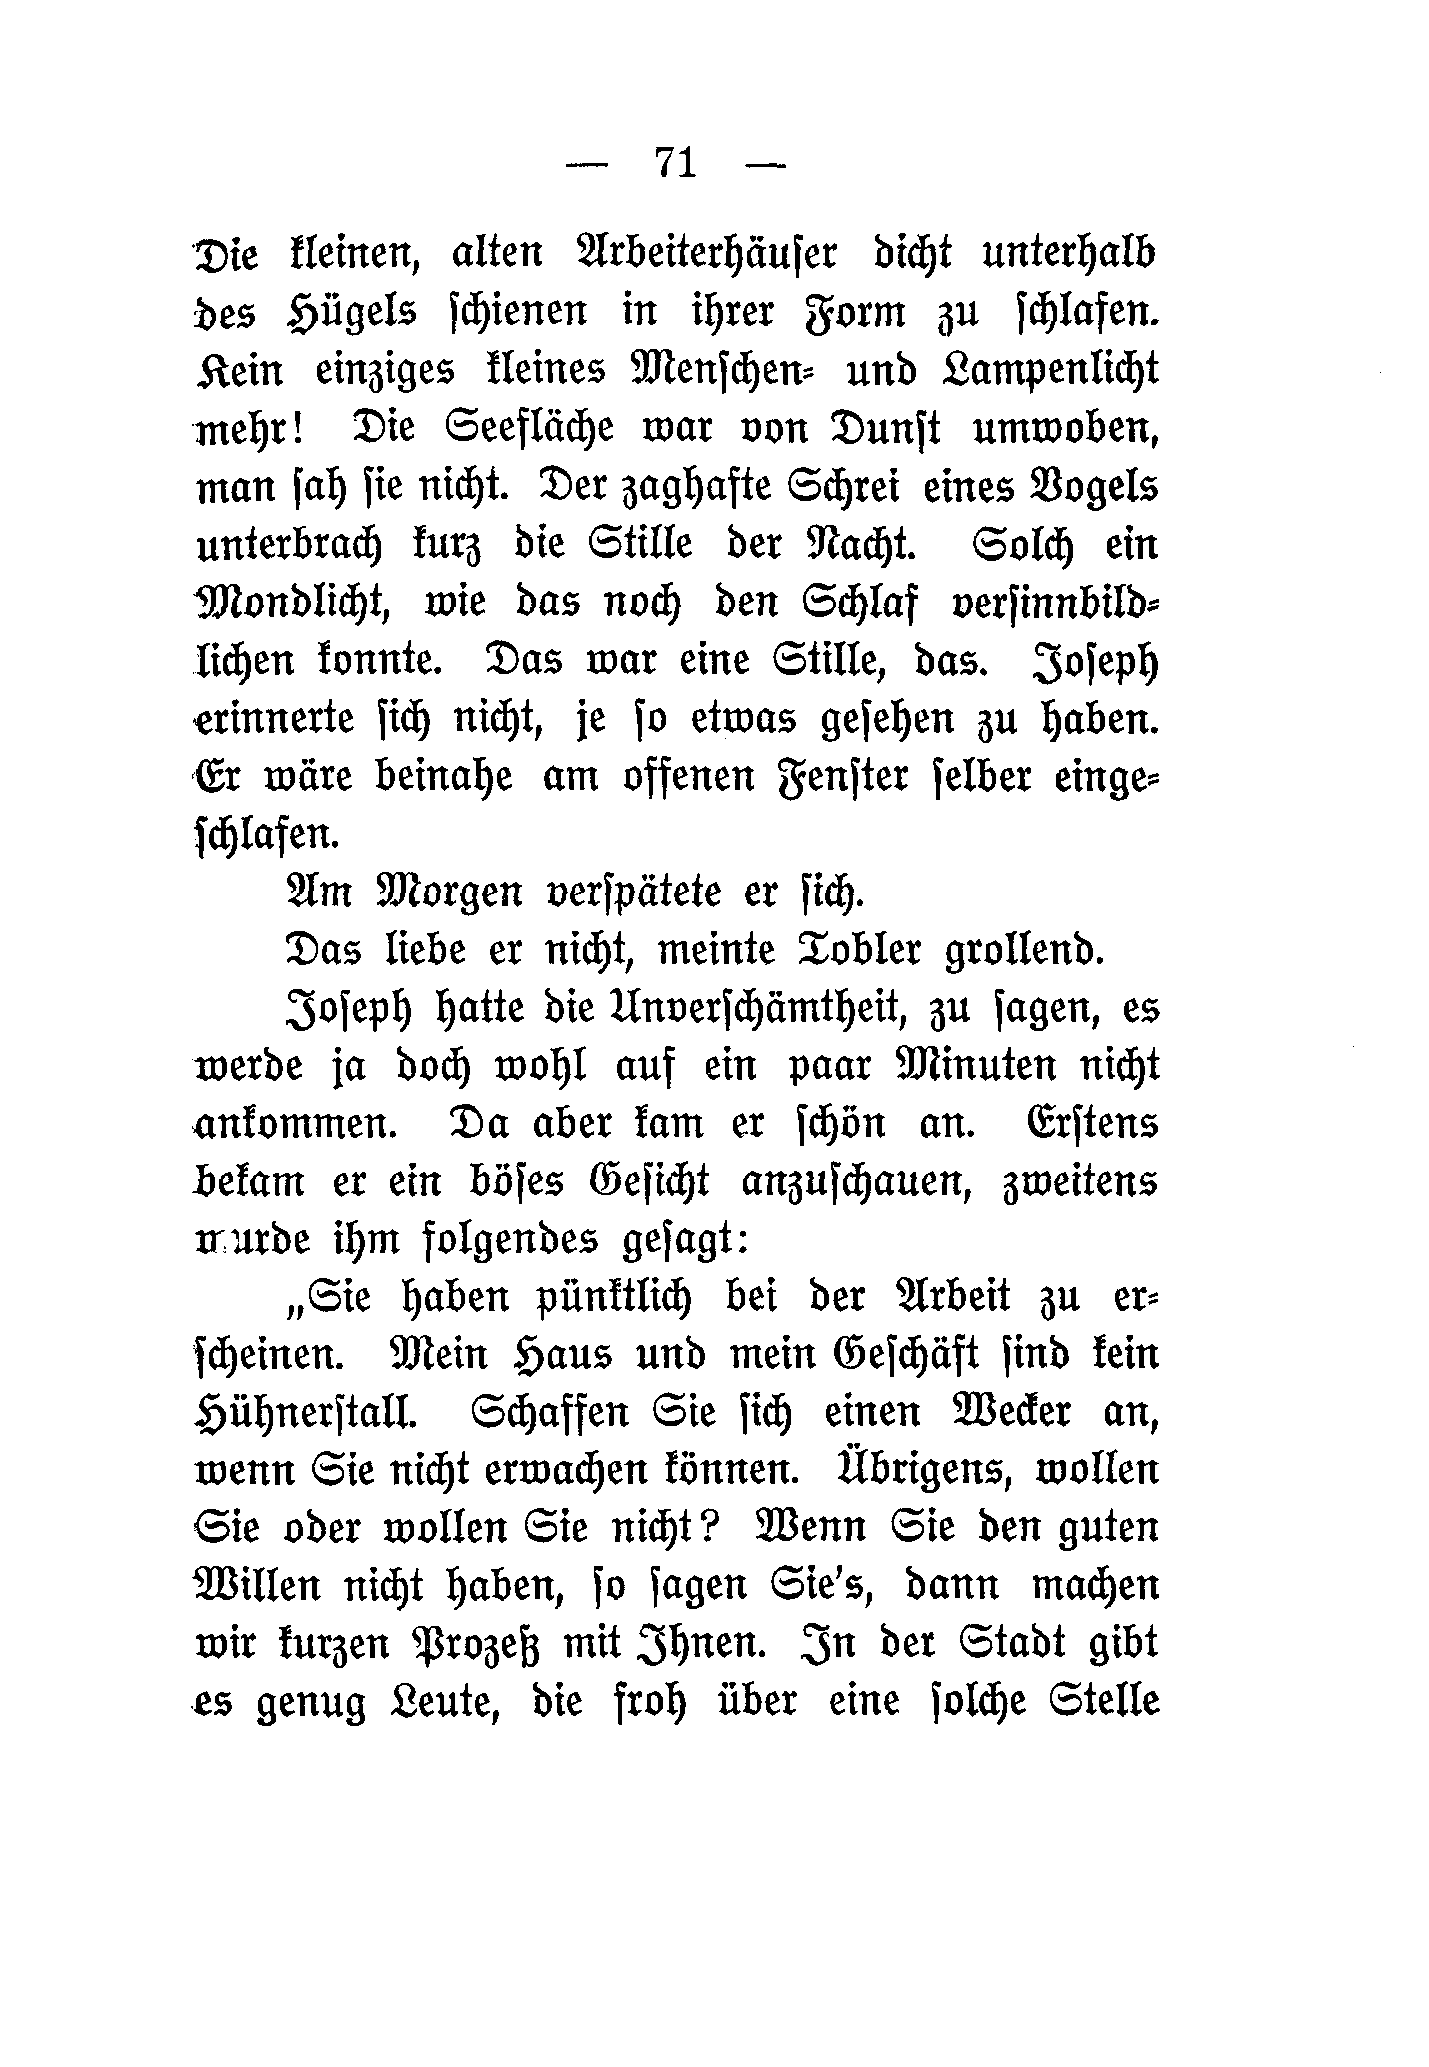 — 71 —
Die kleinen, alten Arbeiterhäuser dicht unterhalb
des Hügels schienen in ihrer Form zu schlafen.
Kein einziges kleines Menschen- und Lampenlicht
mehr! Die Seefläche war von Dunst umwoben,
man sah sie nicht. Der zaghafte Schrei eines Vogels
unterbrach kurz die Stille der Nacht. Solch ein
Mondlicht, wie das noch den Schlaf versinnbild-
lichen konnte. Das war eine Stille, das. Joseph
erinnerte sich nicht, je so etwas gesehen zu haben.
Er wäre beinahe am offenen Fenster selber einge-
schlafen.
Am Morgen verspätete er sich.
Das liebe er nicht, meinte Tobler grollend.
Joseph hatte die Unverschämtheit, zu sagen, es
werde ja doch wohl auf ein paar Minuten nicht
ankommen. Da aber kam er schön an. Erstens
bekam er ein böses Gesicht anzuschauen, zweitens
wurde ihm folgendes gesagt:
„Sie haben pünktlich bei der Arbeit zu er-
scheinen. Mein Haus und mein Geschäft sind kein
Hühnerstall. Schaffen Sie sich einen Wecker an,
wenn Sie nicht erwachen können. Übrigens, wollen
Sie oder wollen Sie nicht? Wenn Sie den guten
Willen nicht haben, so sagen Sie's, dann machen
wir kurzen Prozeß mit Ihnen. In der Stadt gibt
es genug Leute, die froh über eine solche Stelle